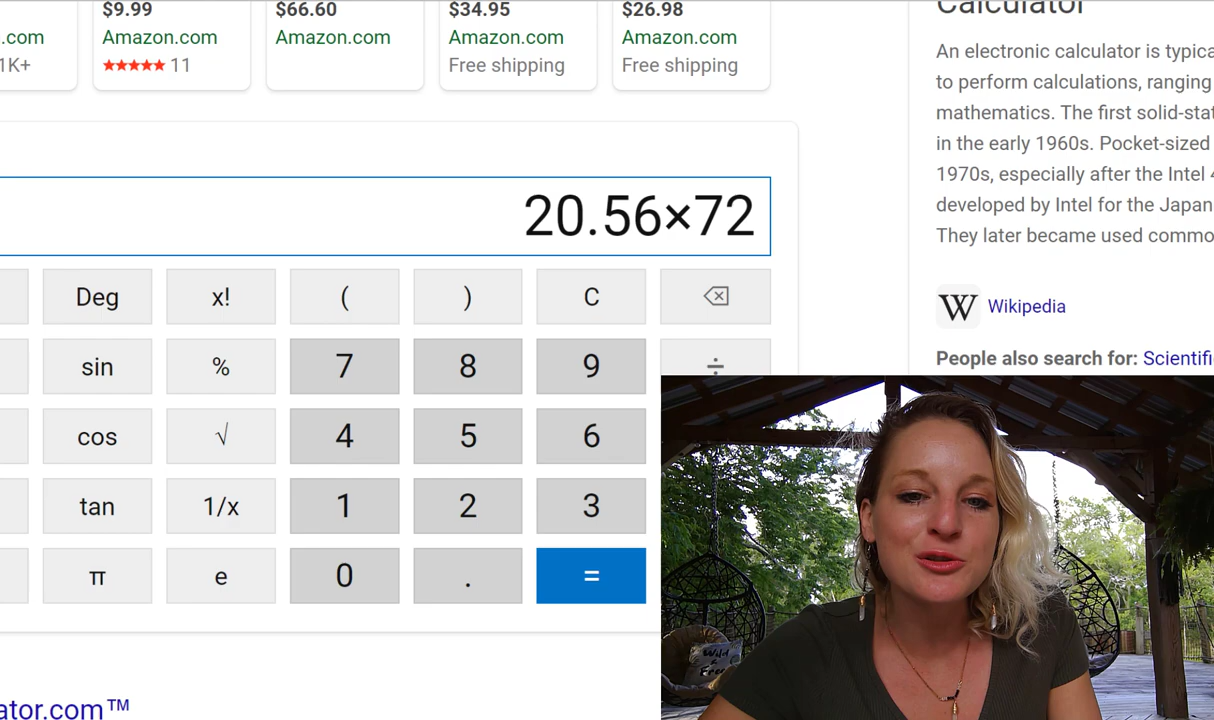 $9.99 $66.60 $34.95 $26.98
.com Amazon.com Amazon.com Amazon.com Amazon.com
1K+ ★★★★★ 11 Free shipping Free shipping
20.56×72
Deg x! ( ) C
sin % 7 8 9 ÷
cos √ 4 5 6
tan 1/x 1 2 3
π e 0 . =
ator.com™
Calculator
An electronic calculator is typica
to perform calculations, ranging
mathematics. The first solid-stat
in the early 1960s. Pocket-sized
1970s, especially after the Intel 4
developed by Intel for the Japan
They later became used commo
W Wikipedia
People also search for: Scientifi
Wild
& Free